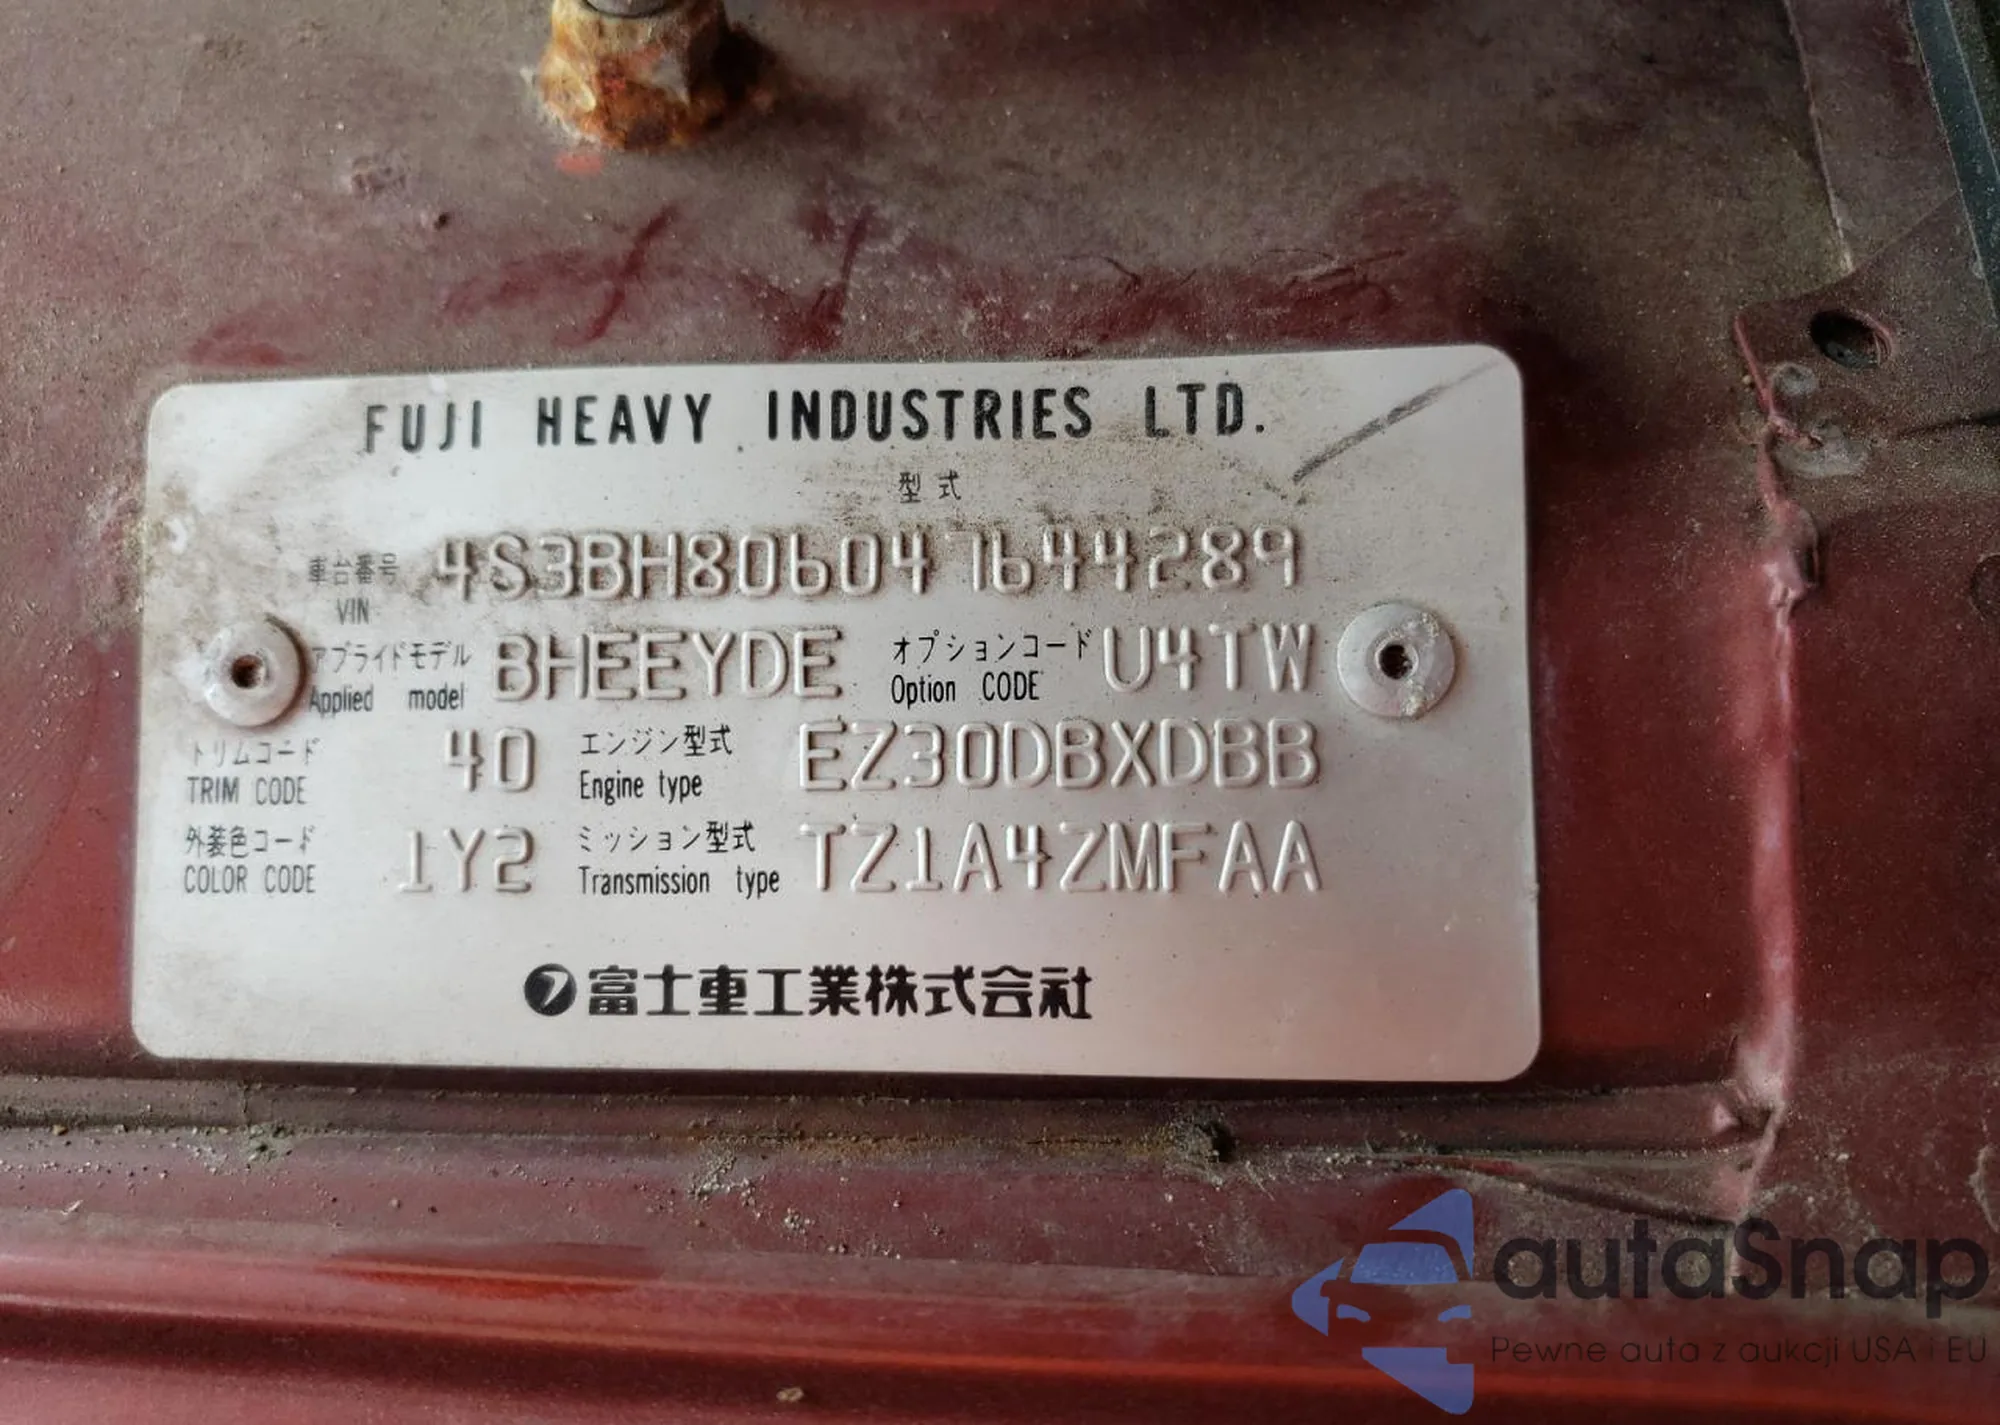 FUJI HEAVY INDUSTRIES LTD.
型式
車台番号 VIN 4S3BH806047644289
アプライドモデル Applied model BHEEYDE オプションコード Option CODE U4TW
トリムコード TRIM CODE 40 エンジン型式 Engine type EZ30DBXDBB
外装色コード COLOR CODE 1Y2 ミッション型式 Transmission type TZ1A4ZMFAA
富士重工業株式会社
autaSnap
Pewne auta z aukcji USA i EU